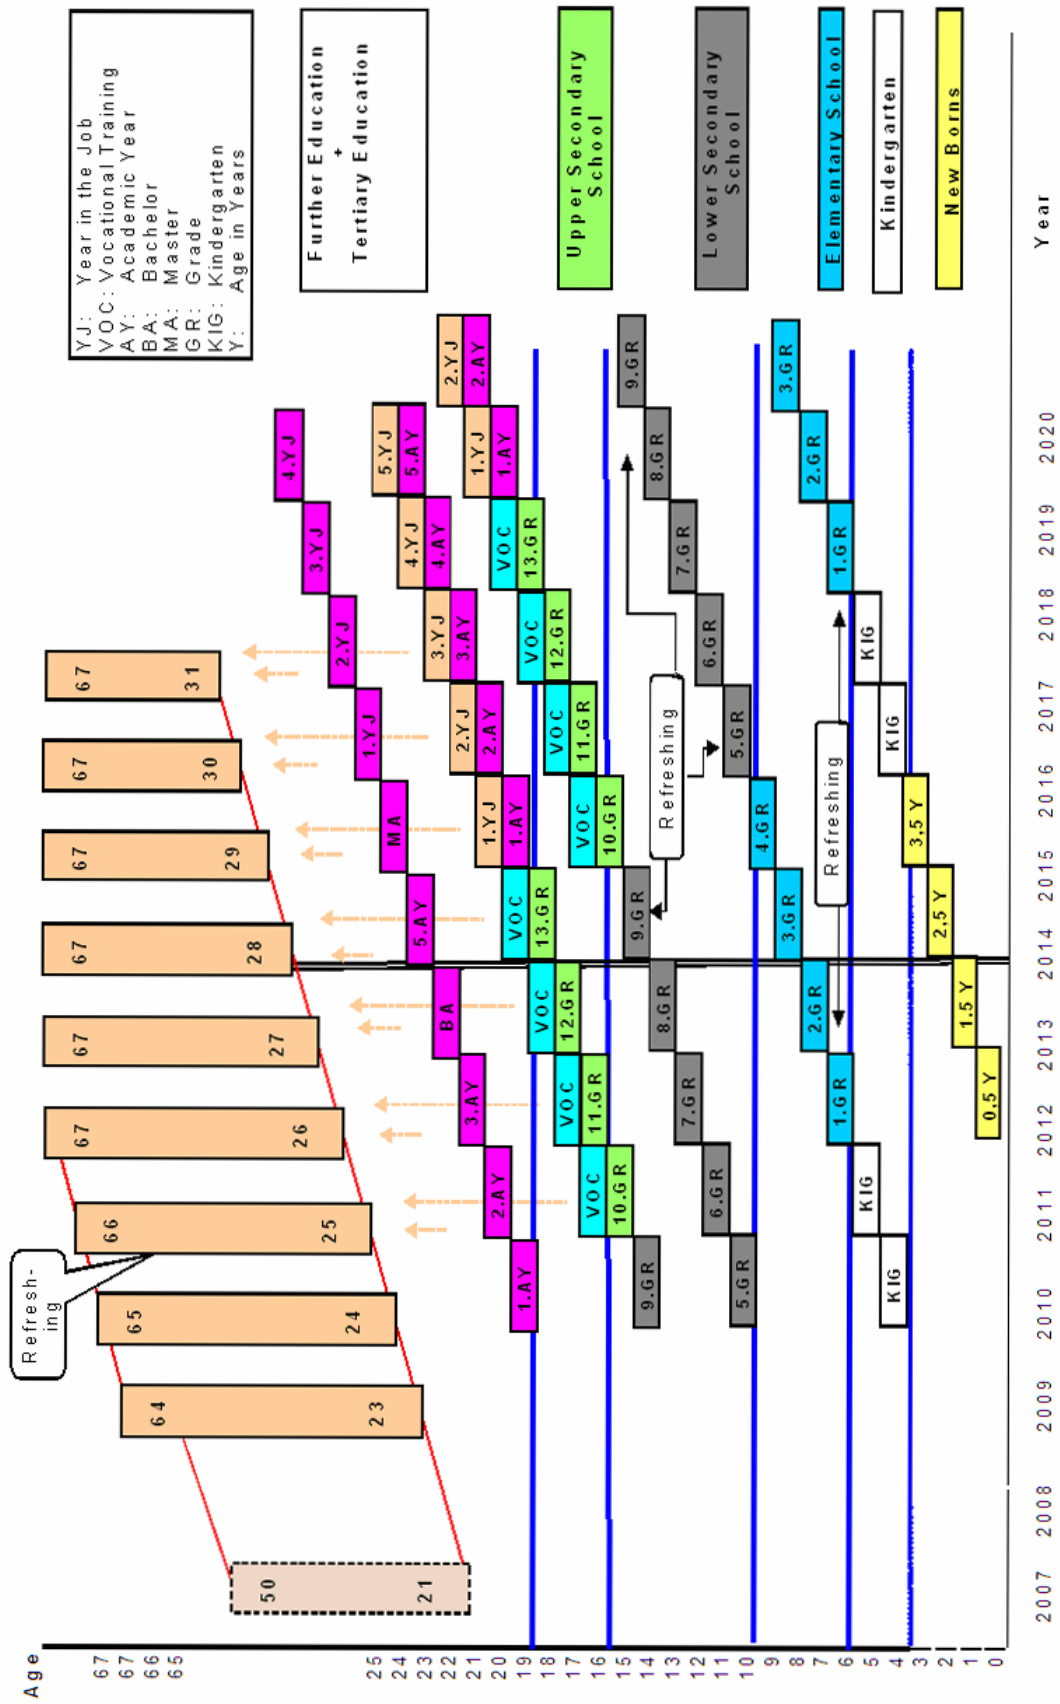 Age
67
67
66
65
25
24
23
22
21
20
19
18
17
16
15
14
13
12
11
10
9
8
7
6
5
4
3
2
1
0
2007
2008
2009
2010
2011
2012
2013
2014
2015
2016
2017
2018
2019
2020
Year
50
21
64
23
65
24
66
25
67
26
67
27
67
28
67
29
67
30
67
31
Refresh-
ing
1.AY
2.AY
3.AY
BA
5.AY
MA
1.YJ
2.YJ
3.YJ
4.YJ
9.GR
VOC
10.GR
VOC
11.GR
VOC
12.GR
VOC
13.GR
1.YJ
1.AY
2.YJ
2.AY
3.YJ
3.AY
4.YJ
4.AY
5.YJ
5.AY
5.GR
6.GR
7.GR
8.GR
9.GR
VOC
10.GR
VOC
11.GR
VOC
12.GR
VOC
13.GR
1.YJ
1.AY
2.YJ
2.AY
Refreshing
KIG
KIG
1.GR
2.GR
3.GR
4.GR
5.GR
6.GR
7.GR
8.GR
9.GR
Refreshing
0,5 Y
1.5 Y
2,5 Y
3,5 Y
KIG
KIG
1.GR
2.GR
3.GR
YJ: Year in the Job
VOC: Vocational Training
AY: Academic Year
BA: Bachelor
MA: Master
GR: Grade
KIG: Kindergarten
Y: Age in Years
Further Education
+
Tertiary Education
Upper Secondary
School
Lower Secondary
School
Elementary School
Kindergarten
New Borns